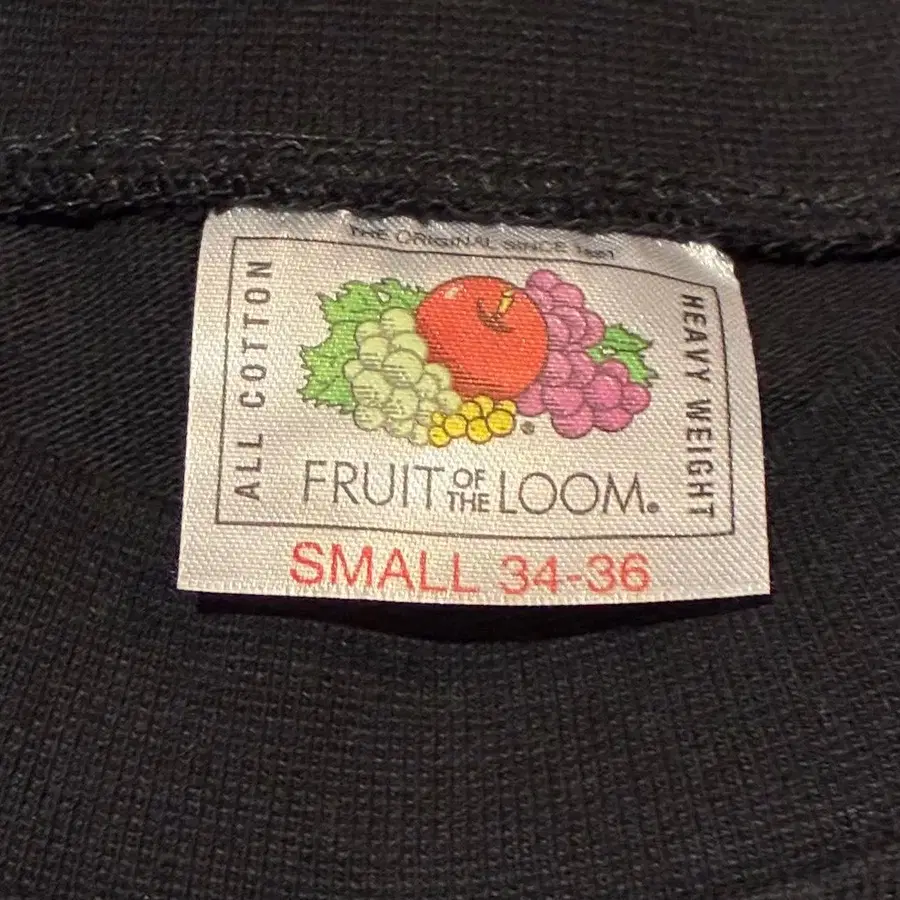 THE ORIGINAL SINCE 1851
ALL COTTON
HEAVY WEIGHT
FRUIT OF THE LOOM®
SMALL 34-36